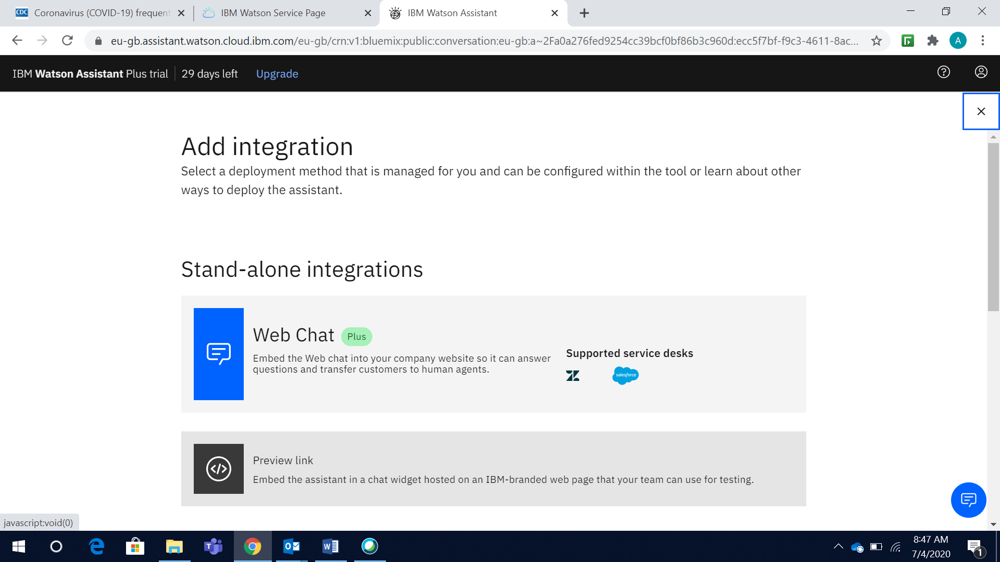 CDC Coronavirus (COVID-19) frequent
IBM Watson Service Page
IBM Watson Assistant
eu-gb.assistant.watson.cloud.ibm.com/eu-gb/crn:v1:bluemix:public:conversation:eu-gb:a~2Fa0a276fed9254cc39bcf0bf86b3c960d:ecc5f7bf-f9c3-4611-8ac...
A
IBM Watson Assistant Plus trial 29 days left Upgrade
Add integration
Select a deployment method that is managed for you and can be configured within the tool or learn about other
ways to deploy the assistant.
Stand-alone integrations
Web Chat Plus
Embed the Web chat into your company website so it can answer
questions and transfer customers to human agents.
Supported service desks
salesforce
Preview link
Embed the assistant in a chat widget hosted on an IBM-branded web page that your team can use for testing.
javascript:void(0)
8:47 AM
7/4/2020
1